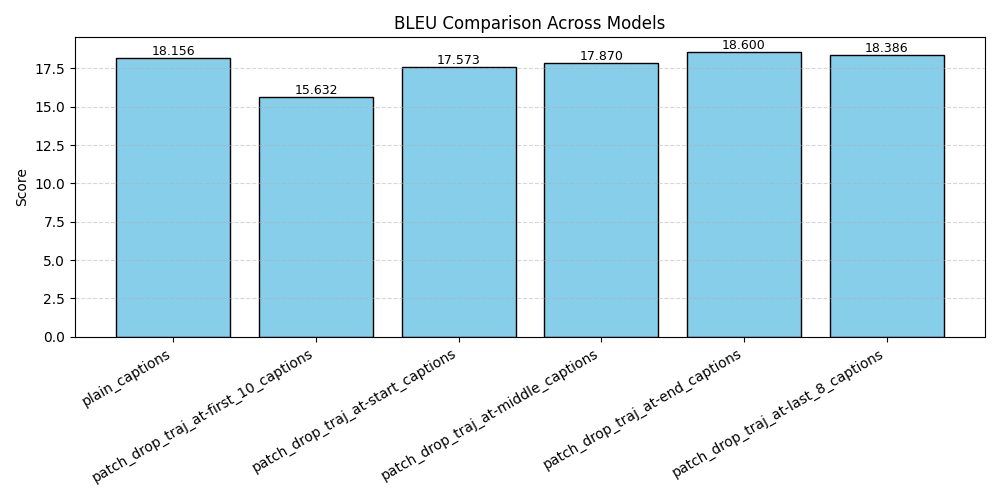 BLEU Comparison Across Models
Score
17.5
15.0
12.5
10.0
7.5
5.0
2.5
0.0
18.156
15.632
17.573
17.870
18.600
18.386
plain_captions
patch_drop_traj_at-first_10_captions
patch_drop_traj_at-start_captions
patch_drop_traj_at-middle_captions
patch_drop_traj_at-end_captions
patch_drop_traj_at-last_8_captions